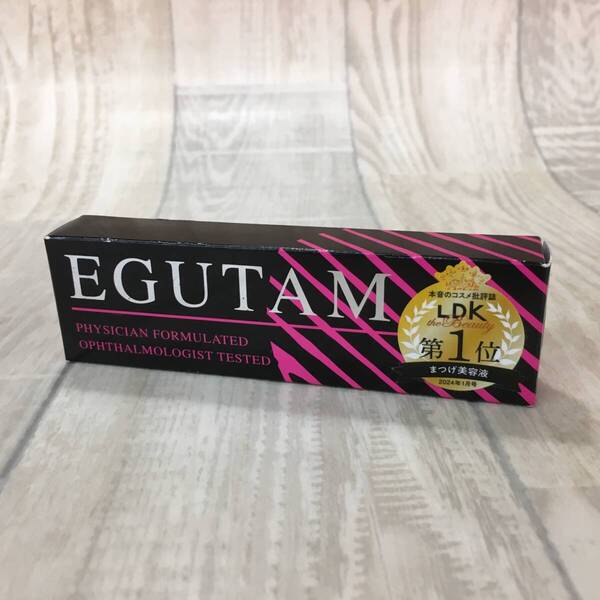 EGUTAM
PHYSICIAN FORMULATED
OPHTHALMOLOGIST TESTED
本音のコスメ批評誌
LDK
the Beauty
第1位
まつげ美容液
2024年1月号